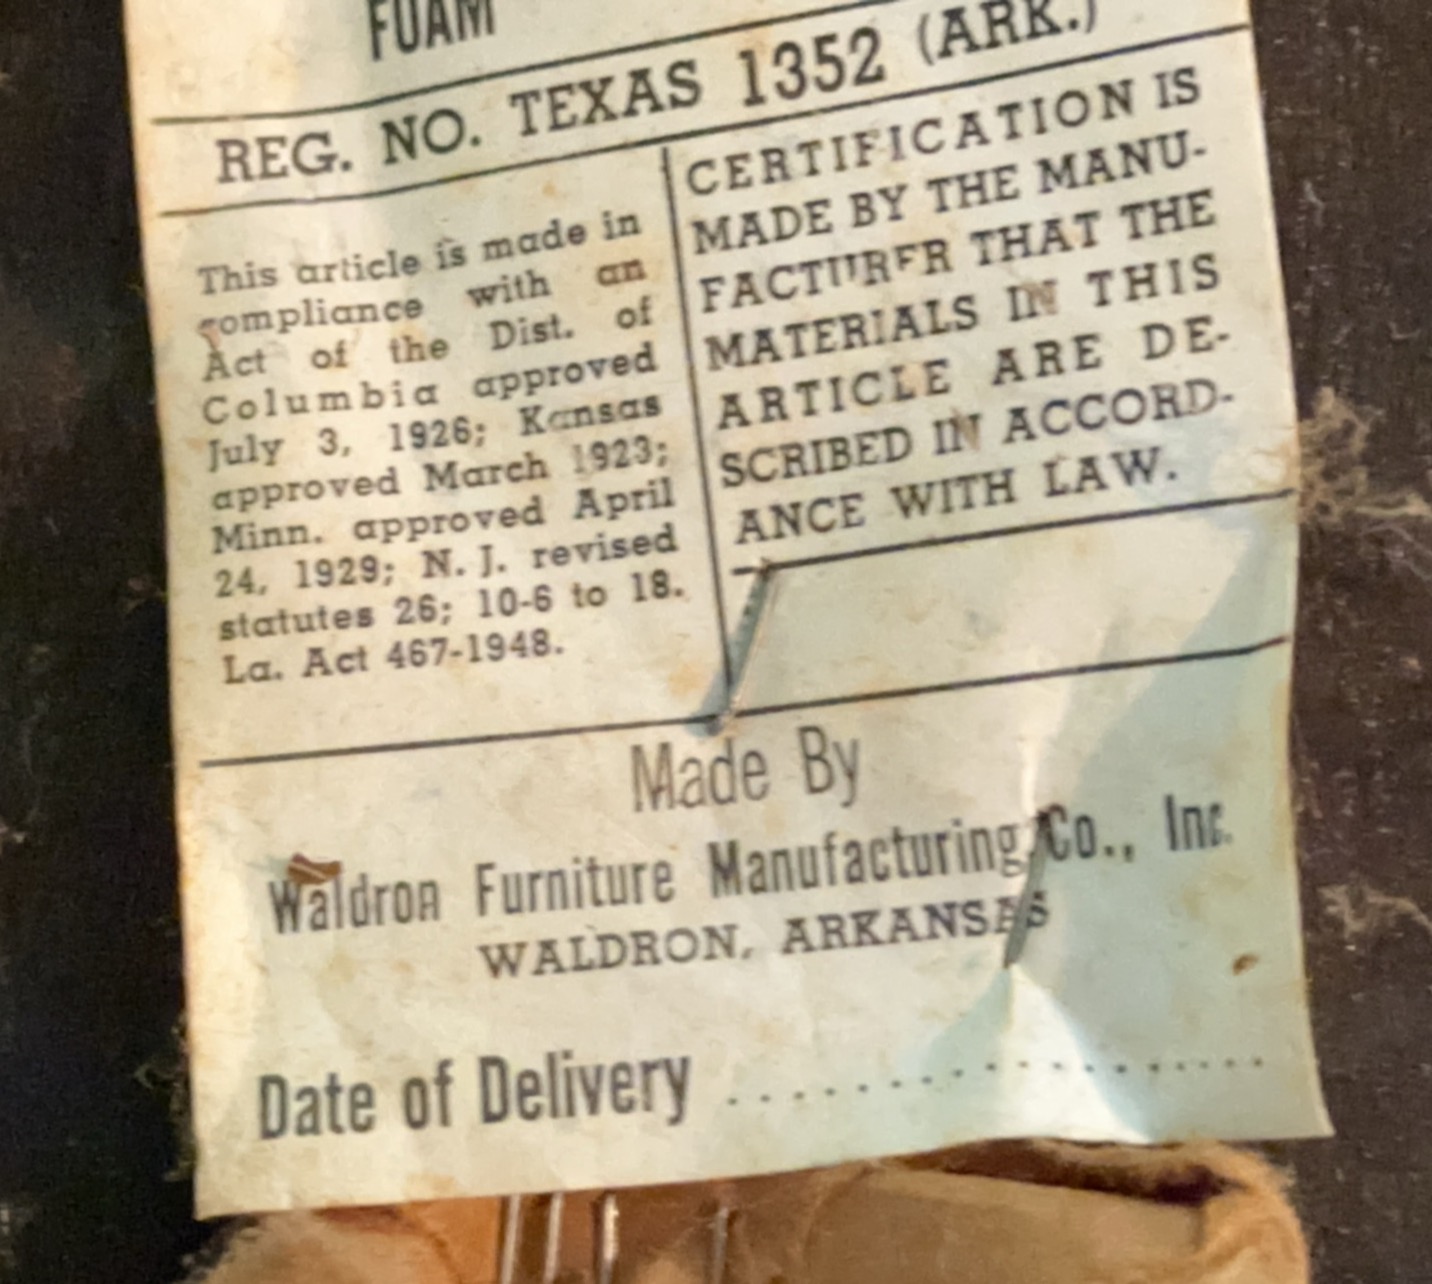 FOAM
REG. NO. TEXAS 1352 (ARK.)
This article is made in
compliance with an
Act of the Dist. of
Columbia approved
July 3, 1926; Kansas
approved March 1923;
Minn. approved April
24, 1929; N. J. revised
statutes 26; 10-6 to 18.
La. Act 467-1948.
CERTIFICATION IS
MADE BY THE MANU-
FACTURER THAT THE
MATERIALS IN THIS
ARTICLE ARE DE-
SCRIBED IN ACCORD-
ANCE WITH LAW.
Made By
Waldron Furniture Manufacturing Co., Inc.
WALDRON, ARKANSAS
Date of Delivery ....................